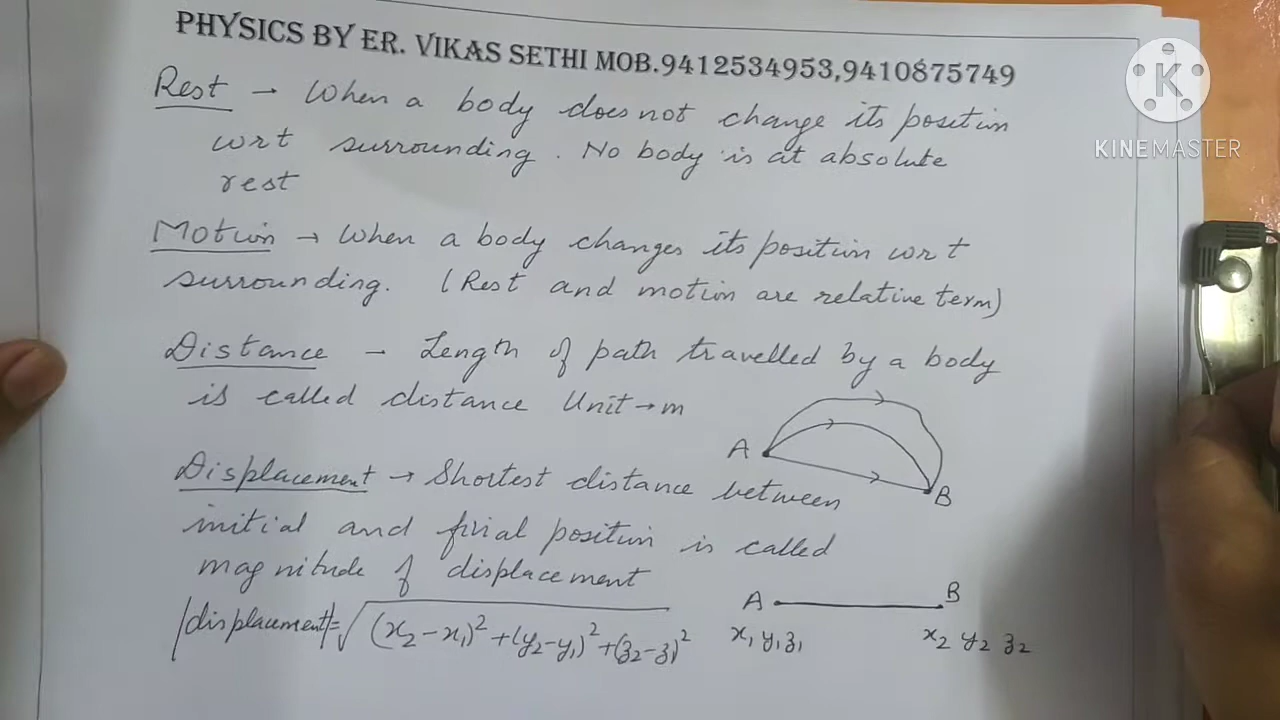 PHYSICS BY ER. VIKAS SETHI MOB.9412534953,9410875749
K
KINEMASTER
Rest → When a body does not change its position
wrt surrounding. No body is at absolute
rest
Motion → When a body changes its position wrt
surrounding. (Rest and motion are relative term)
Distance - Length of path travelled by a body
is called distance Unit → m
A
B
Displacement → Shortest distance between
initial and final position is called
magnitude of displacement
|displacement| = √(x₂-x₁)² + (y₂-y₁)² + (z₂-z₁)²
A B
x₁ y₁ z₁ x₂ y₂ z₂